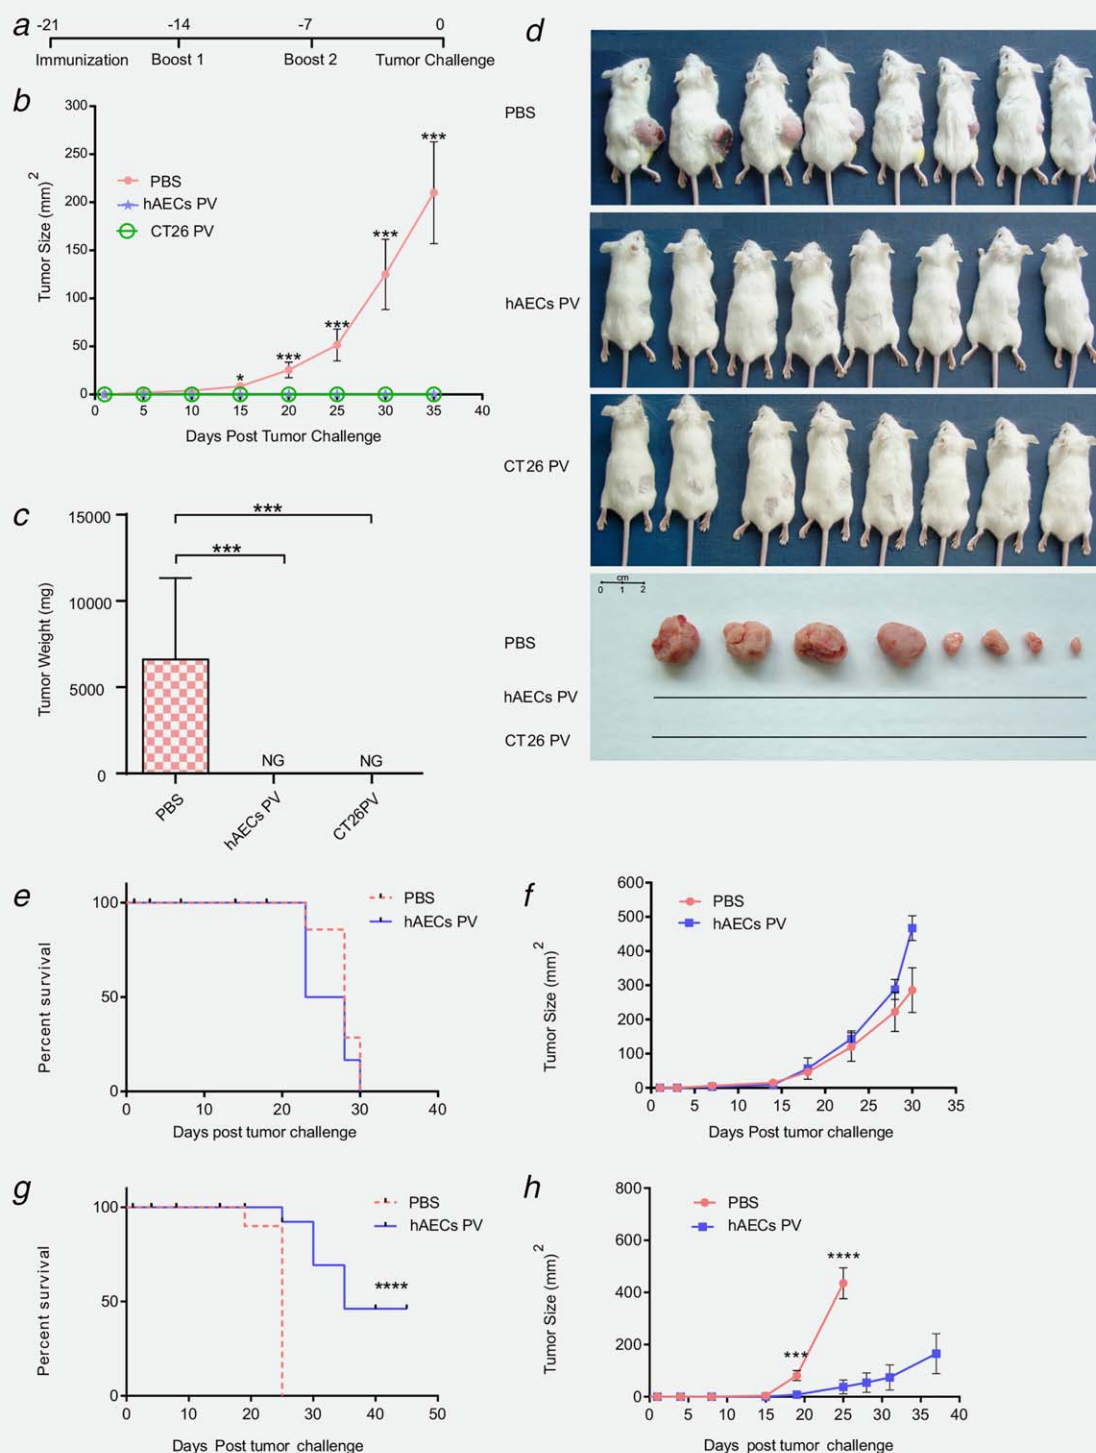 a
-21 -14 -7 0
Immunization Boost 1 Boost 2 Tumor Challenge
b
300
250
200
150
100
50
0
Tumor Size (mm)2
PBS
hAECs PV
CT26 PV
*
***
***
***
***
0 5 10 15 20 25 30 35 40
Days Post Tumor Challenge
c
15000
10000
5000
0
Tumor Weight (mg)
***
***
NG NG
PBS hAECs PV CT26PV
d
PBS
hAECs PV
CT26 PV
cm
0 1 2
PBS
hAECs PV
CT26 PV
e
100
50
0
Percent survival
PBS
hAECs PV
0 10 20 30 40
Days post tumor challenge
f
600
500
400
300
200
100
0
Tumor Size (mm)2
PBS
hAECs PV
0 5 10 15 20 25 30 35
Days Post tumor challenge
g
100
50
0
Percent survival
PBS
hAECs PV
****
0 10 20 30 40 50
Days Post tumor challenge
h
800
600
400
200
0
Tumor Size (mm)2
PBS
hAECs PV
****
***
0 5 10 15 20 25 30 35 40
Days post tumor challenge